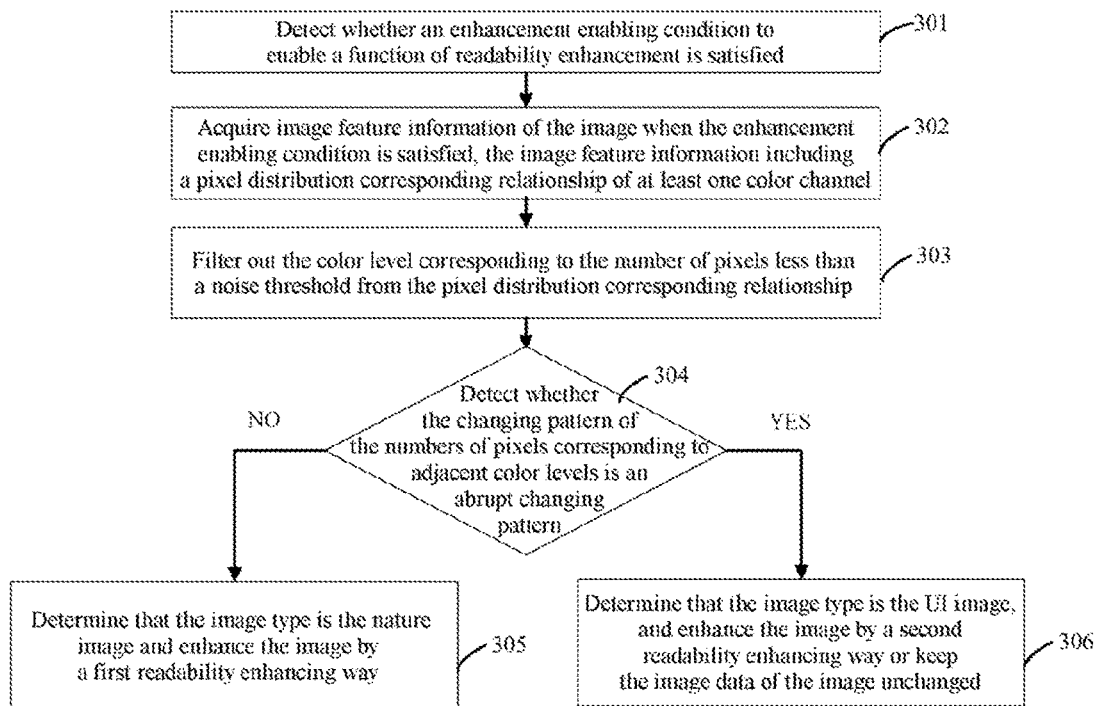 Detect whether an enhancement enabling condition to
enable a function of readability enhancement is satisfied
301
Acquire image feature information of the image when the enhancement
enabling condition is satisfied, the image feature information including
a pixel distribution corresponding relationship of at least one color channel
302
Filter out the color level corresponding to the number of pixels less than
a noise threshold from the pixel distribution corresponding relationship
303
304
Detect whether
the changing pattern of
the numbers of pixels corresponding to
adjacent color levels is an
abrupt changing
pattern
NO
YES
Determine that the image type is the nature
image and enhance the image by
a first readability enhancing way
305
Determine that the image type is the UI image,
and enhance the image by a second
readability enhancing way or keep
the image data of the image unchanged
306